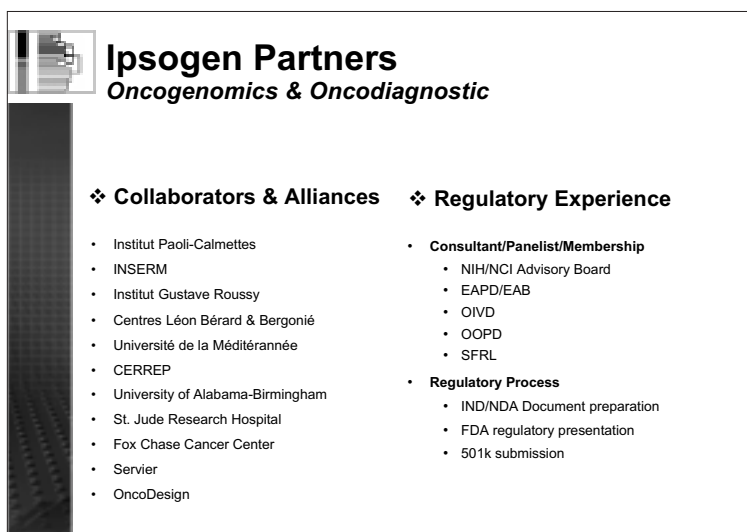 Ipsogen Partners
Oncogenomics & Oncodiagnostic
❖ Collaborators & Alliances
• Institut Paoli-Calmettes
• INSERM
• Institut Gustave Roussy
• Centres Léon Bérard & Bergonié
• Université de la Méditérannée
• CERREP
• University of Alabama-Birmingham
• St. Jude Research Hospital
• Fox Chase Cancer Center
• Servier
• OncoDesign
❖ Regulatory Experience
• Consultant/Panelist/Membership
• NIH/NCI Advisory Board
• EAPD/EAB
• OIVD
• OOPD
• SFRL
• Regulatory Process
• IND/NDA Document preparation
• FDA regulatory presentation
• 501k submission